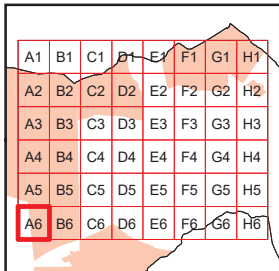 A1 B1 C1 D1 E1 F1 G1 H1
A2 B2 C2 D2 E2 F2 G2 H2
A3 B3 C3 D3 E3 F3 G3 H3
A4 B4 C4 D4 E4 F4 G4 H4
A5 B5 C5 D5 E5 F5 G5 H5
A6 B6 C6 D6 E6 F6 G6 H6